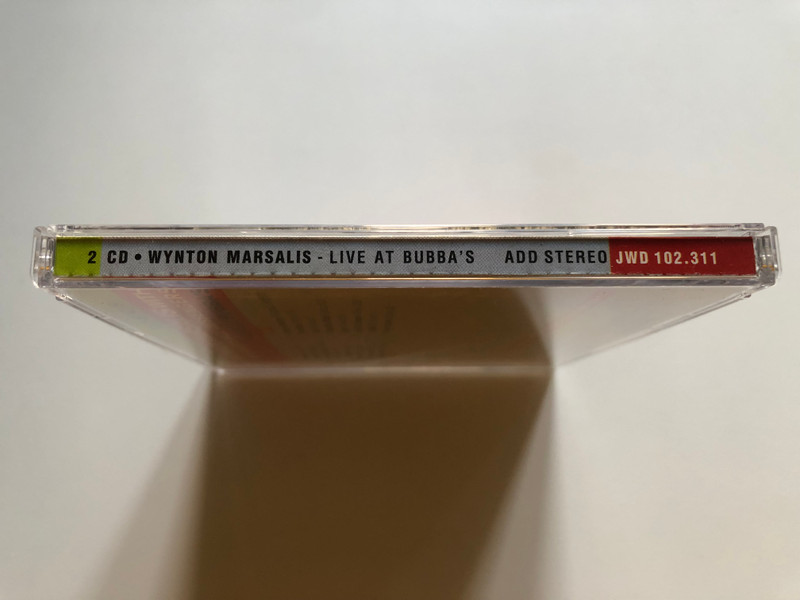 2 CD • WYNTON MARSALIS - LIVE AT BUBBA'S ADD STEREO JWD 102.311